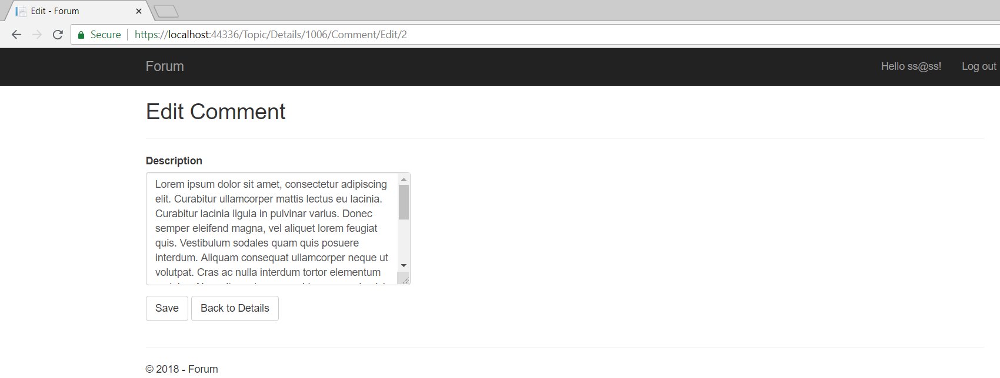 Edit - Forum
Secure https://localhost:44336/Topic/Details/1006/Comment/Edit/2
Forum Hello ss@ss! Log out
Edit Comment
Description
Lorem ipsum dolor sit amet, consectetur adipiscing
elit. Curabitur ullamcorper mattis lectus eu lacinia.
Curabitur lacinia ligula in pulvinar varius. Donec
semper eleifend magna, vel aliquet lorem feugiat
quis. Vestibulum sodales quam quis posuere
interdum. Aliquam consequat ullamcorper neque ut
volutpat. Cras ac nulla interdum tortor elementum
Save Back to Details
© 2018 - Forum